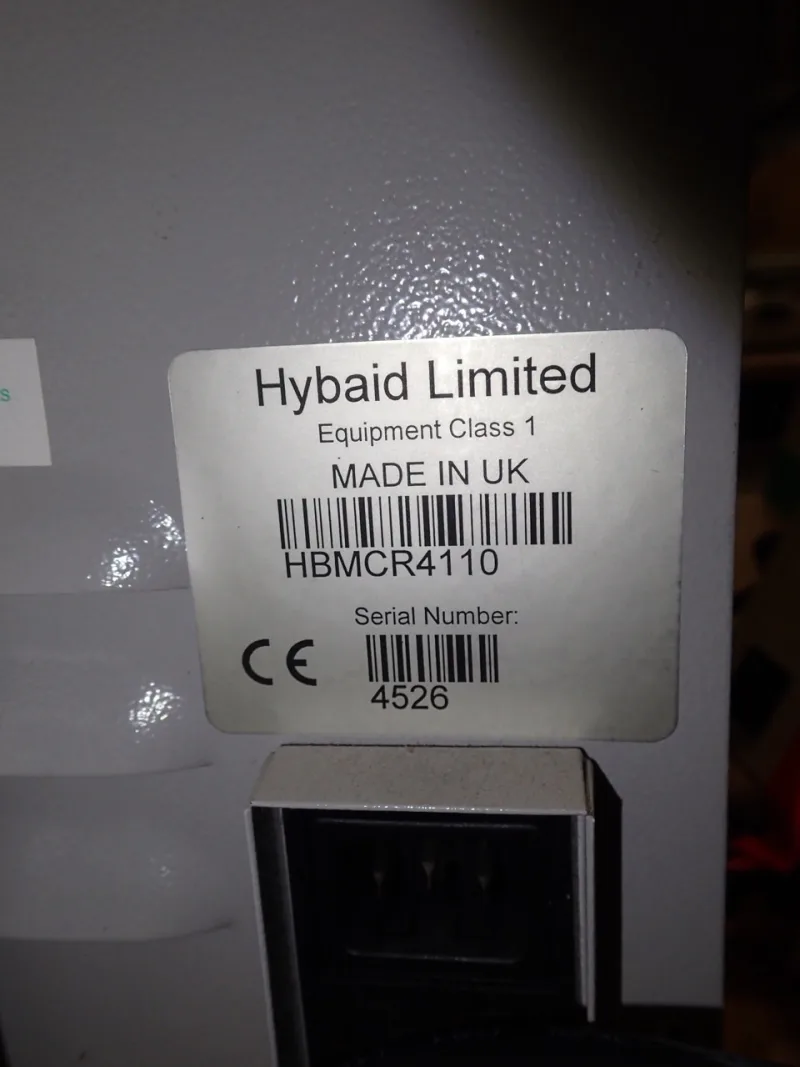 Hybaid Limited
Equipment Class 1
MADE IN UK
HBMCR4110
Serial Number:
CE
4526
s